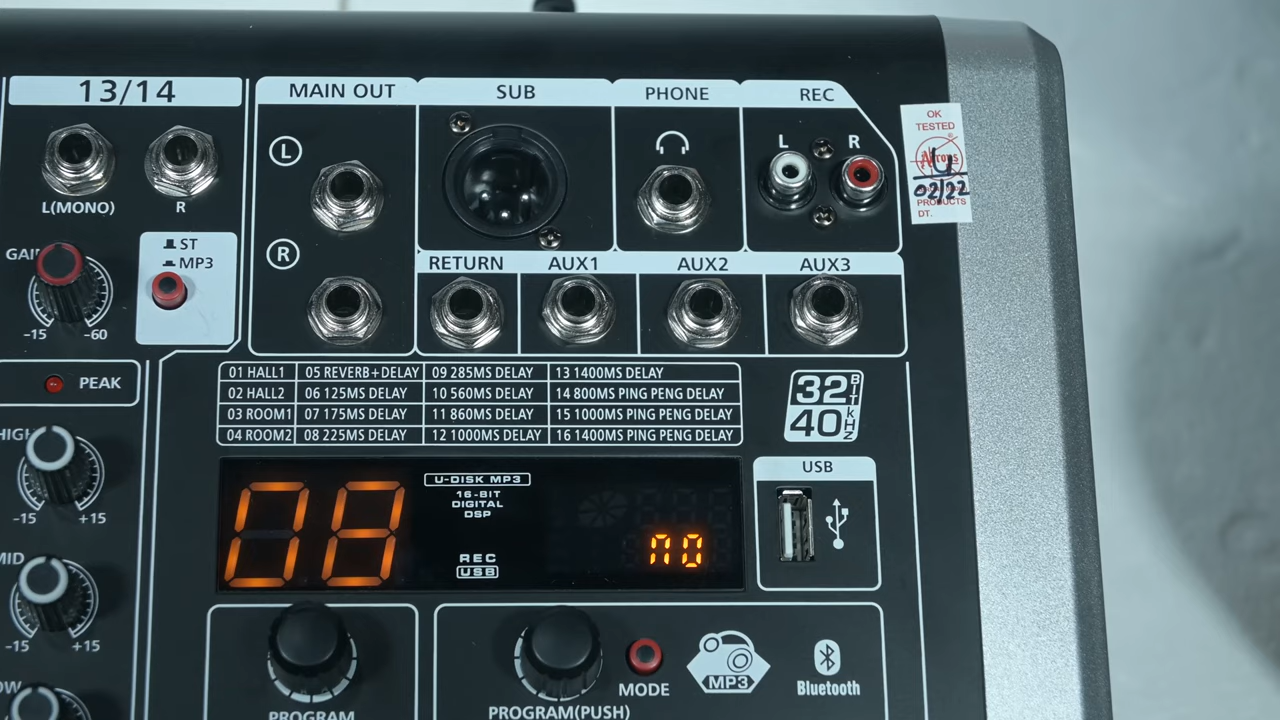 13/14
MAIN OUT
SUB
PHONE
REC
OK
TESTED
02/22
PRODUCTS
DT.
L
R
L
R
L(MONO)
R
ST
MP3
GAI
-15
-60
RETURN
AUX1
AUX2
AUX3
PEAK
01 HALL1 05 REVERB+DELAY 09 285MS DELAY 13 1400MS DELAY
02 HALL2 06 125MS DELAY 10 560MS DELAY 14 800MS PING PENG DELAY
03 ROOM1 07 175MS DELAY 11 860MS DELAY 15 1000MS PING PENG DELAY
04 ROOM2 08 225MS DELAY 12 1000MS DELAY 16 1400MS PING PENG DELAY
32 BIT
40 kHz
HIGH
-15
+15
08
U-DISK MP3
16-BIT
DIGITAL
DSP
REC
USB
no
USB
MID
-15
+15
OW
PROGRAM
PROGRAM(PUSH)
MODE
MP3
Bluetooth